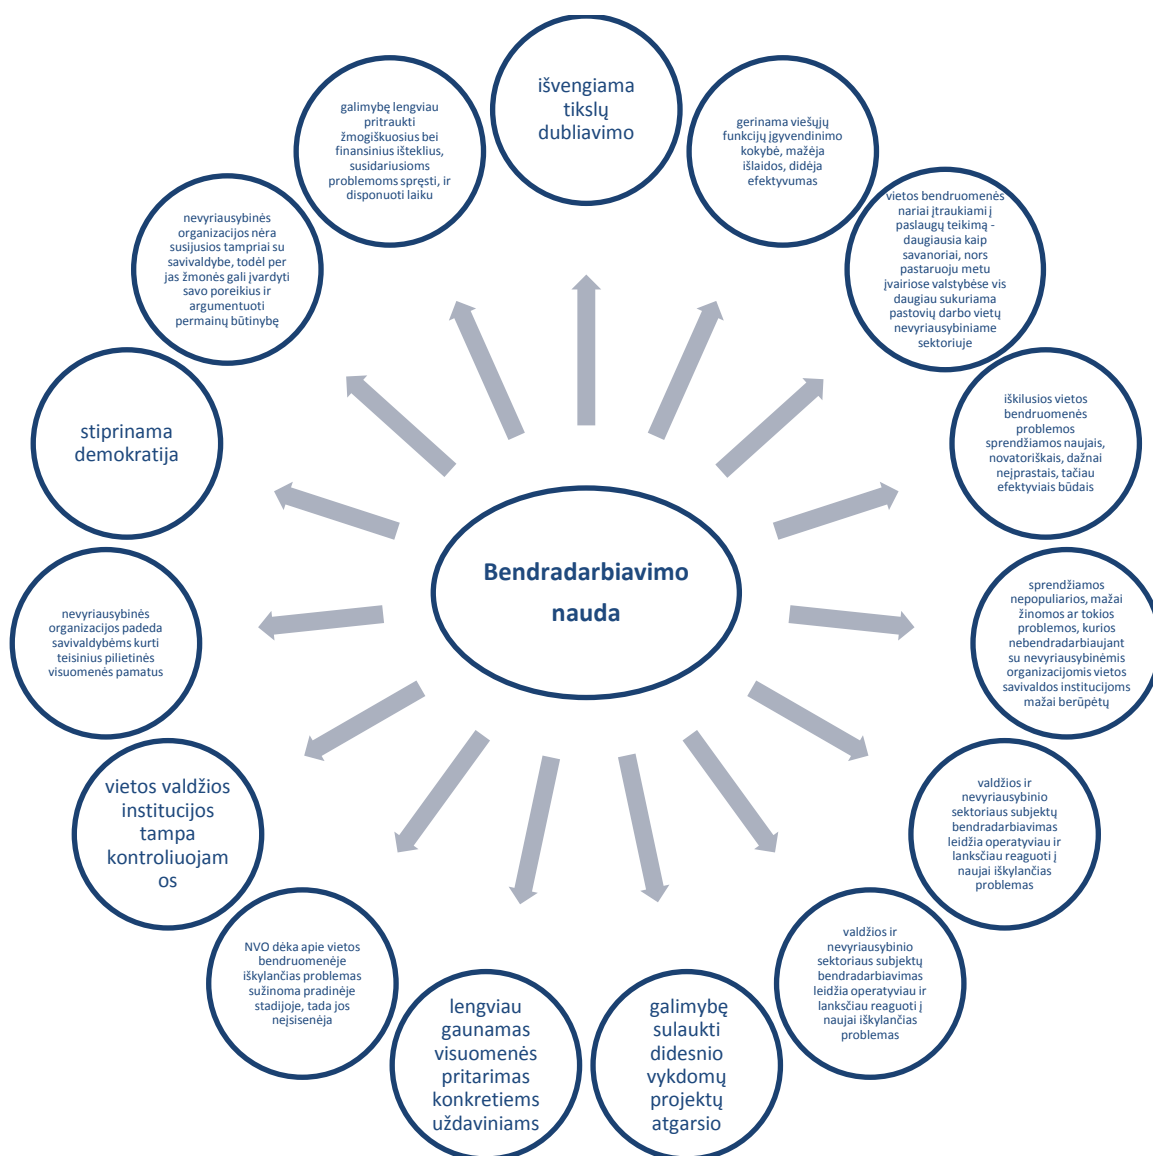 išvengiama
tikslų
dubliavimo
gerinama viešųjų
funkcijų įgyvendinimo
kokybė, mažėja
išlaidos, didėja
efektyvumas
vietos bendruomenės
nariai įtraukiami į
paslaugų teikimą -
daugiausia kaip
savanoriai, nors
pastaruoju metu
įvairiose valstybėse vis
daugiau sukuriama
pastovių darbo vietų
nevyriausybiniame
sektoriuje
iškilusios vietos
bendruomenės
problemos
sprendžiamos naujais,
novatoriškais, dažnai
neįprastais, tačiau
efektyviais būdais
sprendžiamos
nepopuliarios, mažai
žinomos ar tokios
problemos, kurios
nebendradarbiaujant
su nevyriausybinėmis
organizacijomis vietos
savivaldos institucijoms
mažai berūpėtų
valdžios ir
nevyriausybinio
sektoriaus subjektų
bendradarbiavimas
leidžia operatyviau ir
lanksčiau reaguoti į
naujai iškylančias
problemas
valdžios ir
nevyriausybinio
sektoriaus subjektų
bendradarbiavimas
leidžia operatyviau ir
lanksčiau reaguoti į
naujai iškylančias
problemas
galimybę
sulaukti
didesnio
vykdomų
projektų
atgarsio
lengviau
gaunamas
visuomenės
pritarimas
konkretiems
uždaviniams
NVO dėka apie vietos
bendruomenėje
iškylančias problemas
sužinoma pradinėje
stadijoje, tada jos
neįsisenėja
vietos valdžios
institucijos
tampa
kontroliuojam
os
nevyriausybinės
organizacijos padeda
savivaldybėms kurti
teisinius pilietinės
visuomenės pamatus
stiprinama
demokratija
nevyriausybinės
organizacijos nėra
susijusios tampriai su
savivaldybe, todėl per
jas žmonės gali įvardyti
savo poreikius ir
argumentuoti
permainų būtinybę
galimybę lengviau
pritraukti
žmogiškuosius bei
finansinius išteklius,
susidariusioms
problemoms spręsti, ir
disponuoti laiku
Bendradarbiavimo
nauda